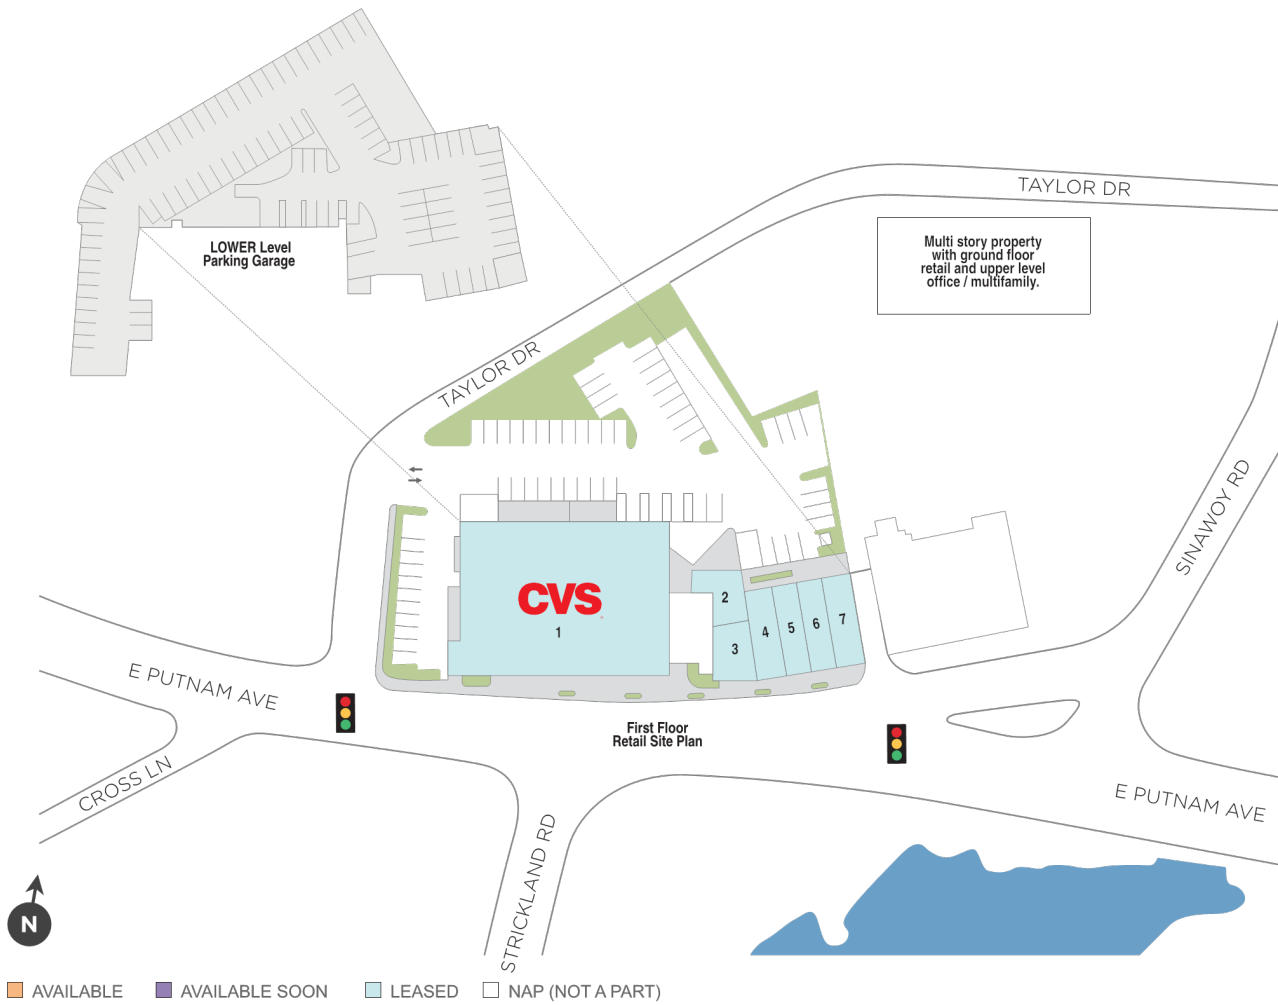 TAYLOR DR
Multi story property
with ground floor
retail and upper level
office / multifamily.
LOWER Level
Parking Garage
TAYLOR DR
SINAWOY RD
CVS
1
2
3
4
5
6
7
E PUTNAM AVE
First Floor
Retail Site Plan
CROSS LN
E PUTNAM AVE
STRICKLAND RD
N
AVAILABLE
AVAILABLE SOON
LEASED
NAP (NOT A PART)